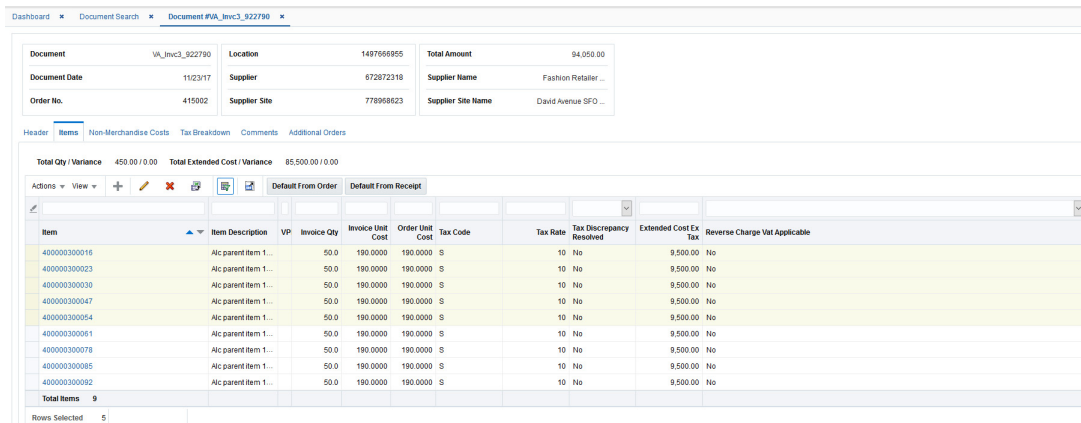 Dashboard × Document Search × Document #VA_Invc3_922790 ×
Document VA_Invc3_922790 Location 1497666955 Total Amount 94,050.00
Document Date 11/23/17 Supplier 672872318 Supplier Name Fashion Retailer ...
Order No. 415002 Supplier Site 778968623 Supplier Site Name David Avenue SFO ...
Header Items Non-Merchandise Costs Tax Breakdown Comments Additional Orders
Total Qty / Variance 450.00 / 0.00 Total Extended Cost / Variance 85,500.00 / 0.00
Actions View Default From Order Default From Receipt
Item Item Description VP Invoice Qty Invoice Unit Cost Order Unit Cost Tax Code Tax Rate Tax Discrepancy Resolved Extended Cost Ex Tax Reverse Charge Vat Applicable
400000300016 Alc parent item 1... 50.0 190.0000 190.0000 S 10 No 9,500.00 No
400000300023 Alc parent item 1... 50.0 190.0000 190.0000 S 10 No 9,500.00 No
400000300030 Alc parent item 1... 50.0 190.0000 190.0000 S 10 No 9,500.00 No
400000300047 Alc parent item 1... 50.0 190.0000 190.0000 S 10 No 9,500.00 No
400000300054 Alc parent item 1... 50.0 190.0000 190.0000 S 10 No 9,500.00 No
400000300061 Alc parent item 1... 50.0 190.0000 190.0000 S 10 No 9,500.00 No
400000300078 Alc parent item 1... 50.0 190.0000 190.0000 S 10 No 9,500.00 No
400000300085 Alc parent item 1... 50.0 190.0000 190.0000 S 10 No 9,500.00 No
400000300092 Alc parent item 1... 50.0 190.0000 190.0000 S 10 No 9,500.00 No
Total Items 9
Rows Selected 5